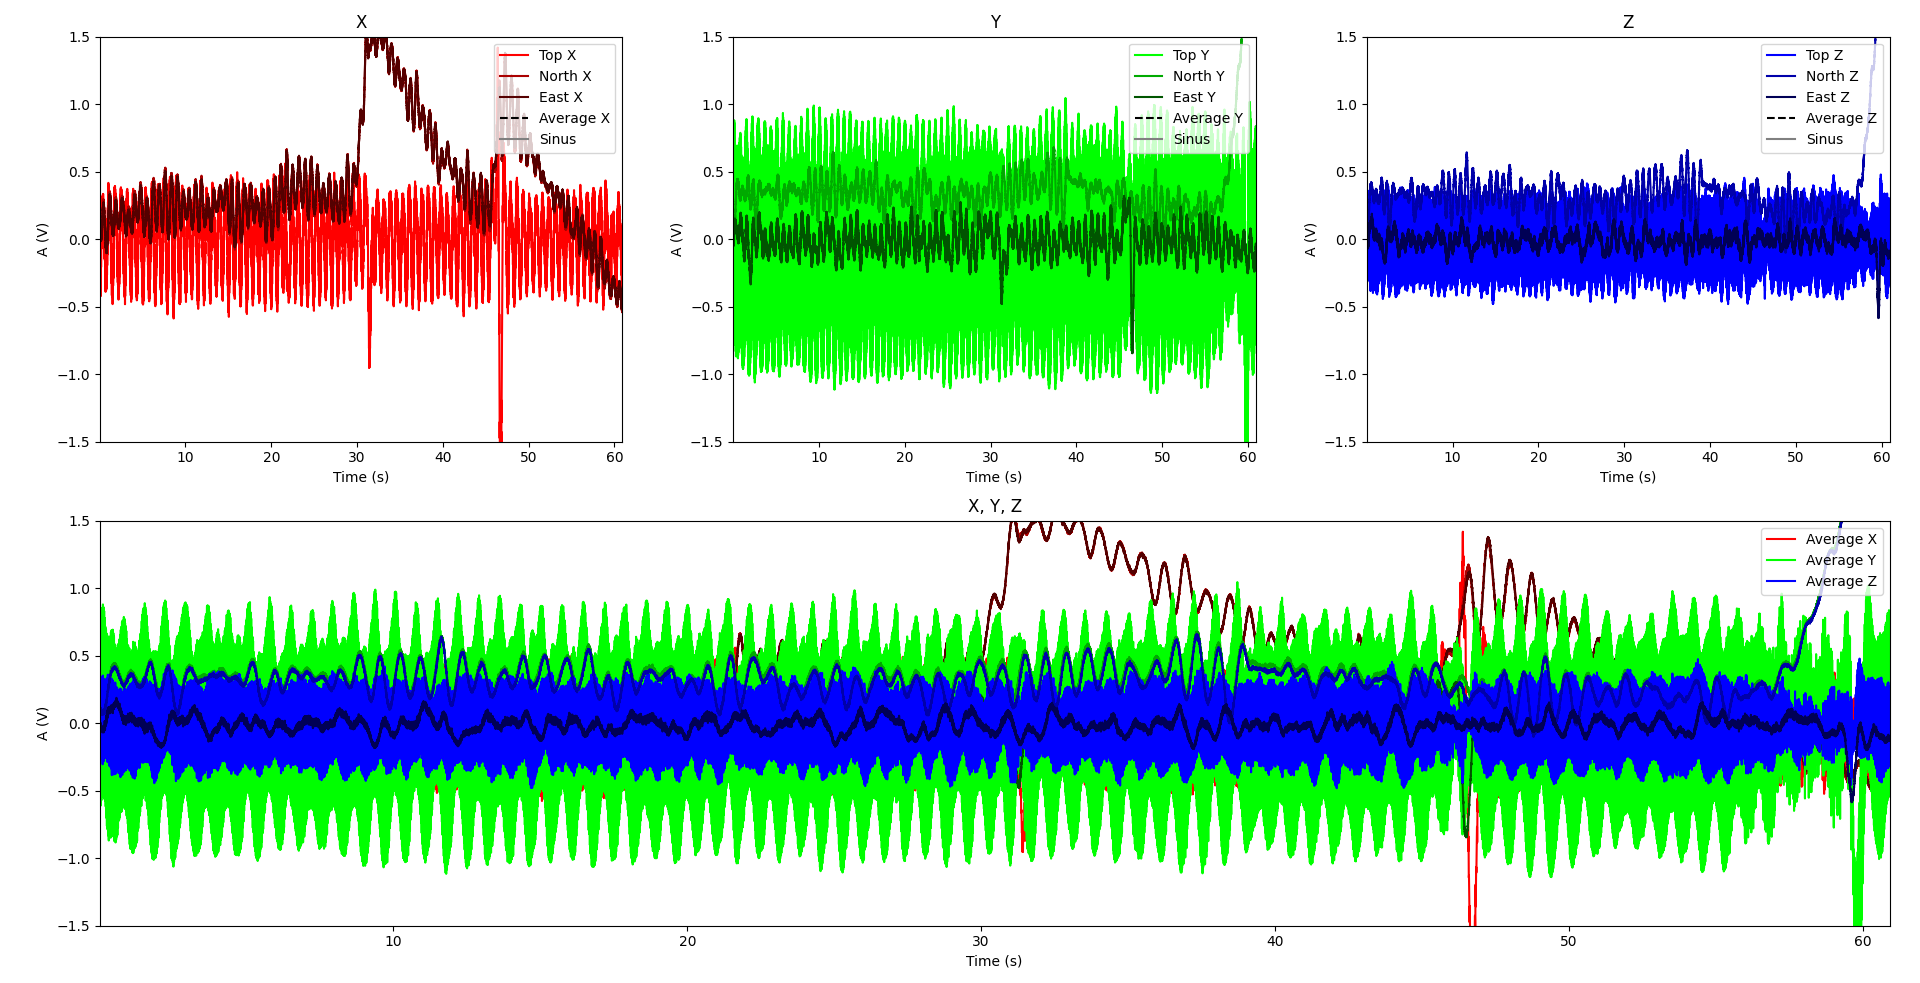 X
1.5
1.0
0.5
0.0
−0.5
−1.0
−1.5
A (V)
10 20 30 40 50 60
Time (s)
Top X
North X
East X
Average X
Sinus
Y
1.5
1.0
0.5
0.0
−0.5
−1.0
−1.5
A (V)
10 20 30 40 50 60
Time (s)
Top Y
North Y
East Y
Average Y
Sinus
Z
1.5
1.0
0.5
0.0
−0.5
−1.0
−1.5
A (V)
10 20 30 40 50 60
Time (s)
Top Z
North Z
East Z
Average Z
Sinus
X, Y, Z
1.5
1.0
0.5
0.0
−0.5
−1.0
−1.5
A (V)
10 20 30 40 50 60
Time (s)
Average X
Average Y
Average Z